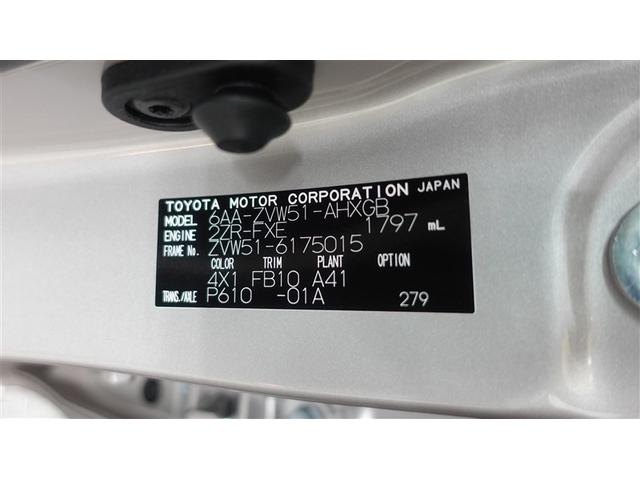 TOYOTA MOTOR CORPORATION JAPAN
MODEL 6AA-ZVW51-AHXGB
ENGINE 2ZR-FXE 1797 mL
FRAME No. ZVW51-6175015
COLOR TRIM PLANT OPTION
4X1 FB10 A41
TRANS./AXLE P610 -01A 279